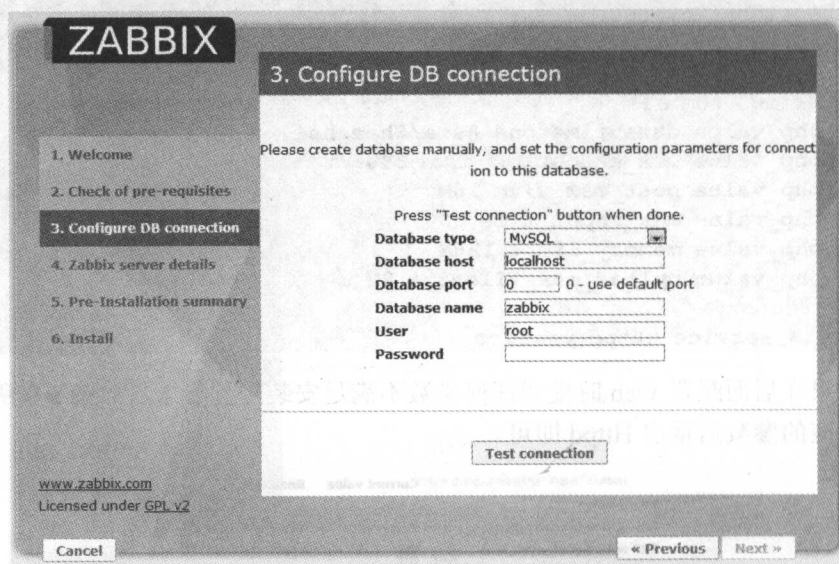 ZABBIX
3. Configure DB connection
1. Welcome
2. Check of pre-requisites
3. Configure DB connection
4. Zabbix server details
5. Pre-Installation summary
6. Install
Please create database manually, and set the configuration parameters for connect
ion to this database.
Press "Test connection" button when done.
Database type MySQL
Database host localhost
Database port 0 0 - use default port
Database name zabbix
User root
Password
Test connection
www.zabbix.com
Licensed under GPL v2
Cancel
« Previous Next »